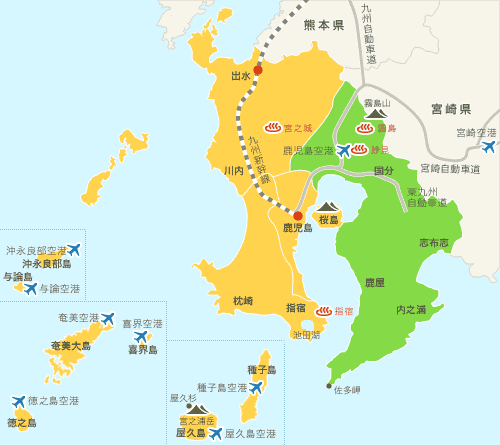 熊本県
九州自動車道
出水
霧島山
宮崎県
宮之城
霧島
宮崎空港
九州新幹線
鹿児島空港
妙見
川内
国分
宮崎自動車道
東九州
自動車道
桜島
鹿児島
志布志
沖永良部空港
沖永良部島
与論島
与論空港
鹿屋
枕崎
指宿
指宿
内之浦
池田湖
奄美空港
喜界空港
奄美大島
喜界島
種子島
種子島空港
佐多岬
屋久杉
徳之島空港
宮之浦岳
徳之島
屋久島
屋久島空港